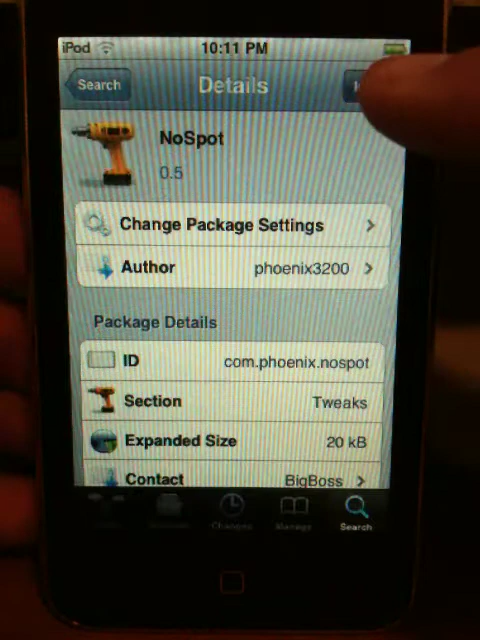 iPod 10:11 PM
Search Details
NoSpot
0.5
Change Package Settings
Author phoenix3200
Package Details
ID com.phoenix.nospot
Section Tweaks
Expanded Size 20 kB
Contact BigBoss
Changes Manage Search